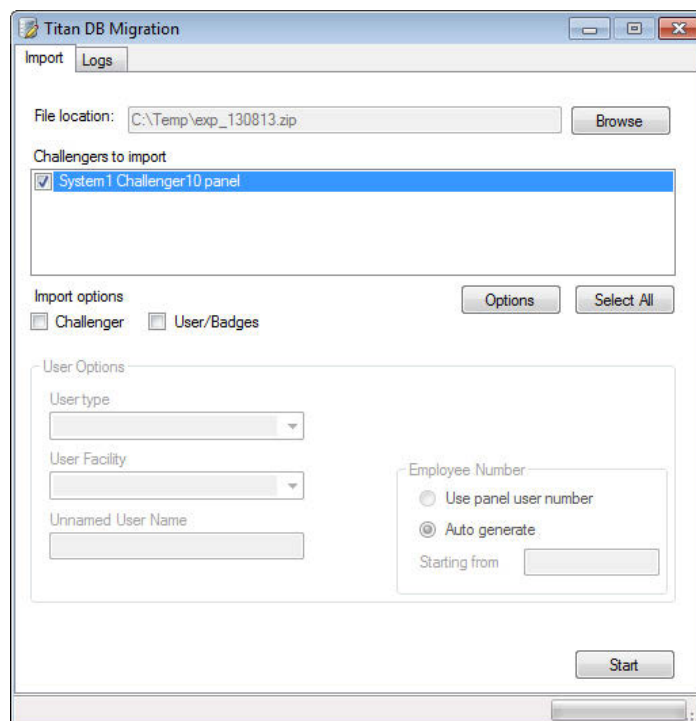 Titan DB Migration
Import Logs
File location: C:\Temp\exp_130813.zip Browse
Challengers to import
System1 Challenger10 panel
Import options Options Select All
Challenger User/Badges
User Options
User type
User Facility
Employee Number
Use panel user number
Unnamed User Name
Auto generate
Starting from
Start